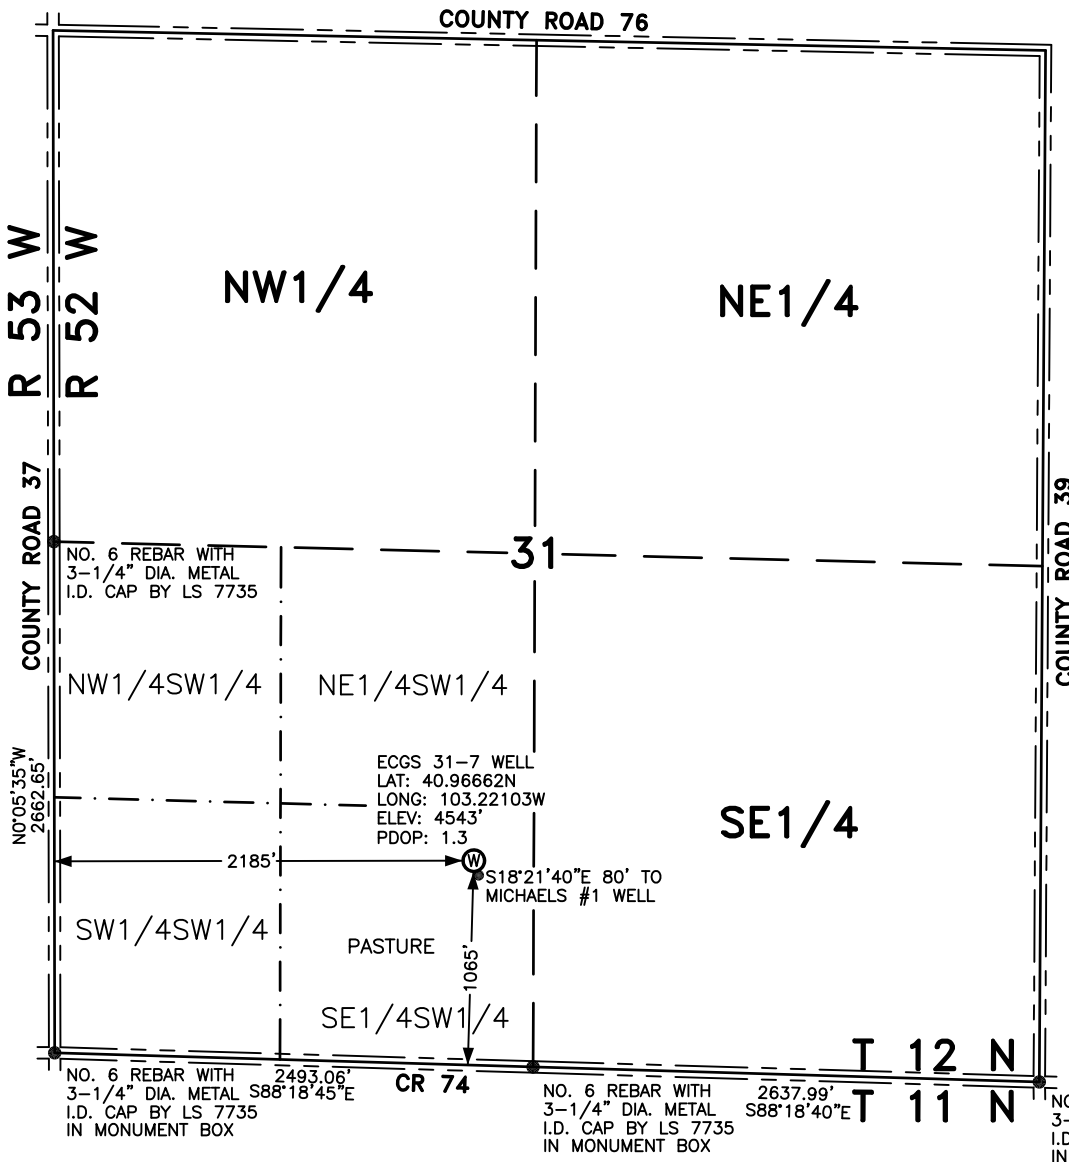 COUNTY ROAD 76
R 53 W
R 52 W
NW1/4
NE1/4
COUNTY ROAD 37
COUNTY ROAD 39
31
NO. 6 REBAR WITH
3-1/4" DIA. METAL
I.D. CAP BY LS 7735
NW1/4SW1/4
NE1/4SW1/4
N0°05'35"W
2662.65'
ECGS 31-7 WELL
LAT: 40.96662N
LONG: 103.22103W
ELEV: 4543'
PDOP: 1.3
SE1/4
2185'
W
S18°21'40"E 80' TO
MICHAELS #1 WELL
SW1/4SW1/4
PASTURE
1065'
SE1/4SW1/4
T 12 N
T 11 N
NO. 6 REBAR WITH
3-1/4" DIA. METAL
I.D. CAP BY LS 7735
IN MONUMENT BOX
2493.06'
S88°18'45"E
CR 74
NO. 6 REBAR WITH
3-1/4" DIA. METAL
I.D. CAP BY LS 7735
IN MONUMENT BOX
2637.99'
S88°18'40"E
NO
3-
I.D
IN